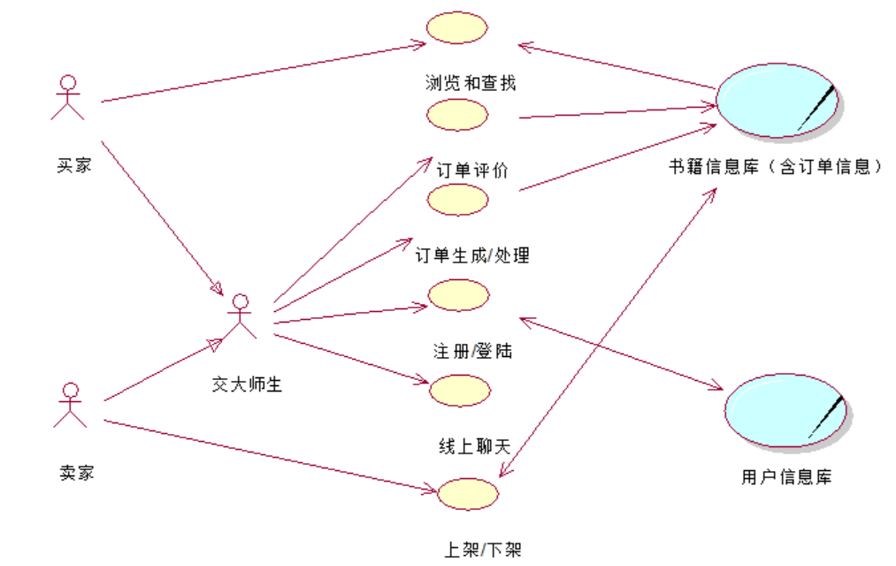 浏览和查找
买家
订单评价
书籍信息库（含订单信息）
订单生成/处理
注册/登陆
交大师生
线上聊天
卖家
用户信息库
上架/下架